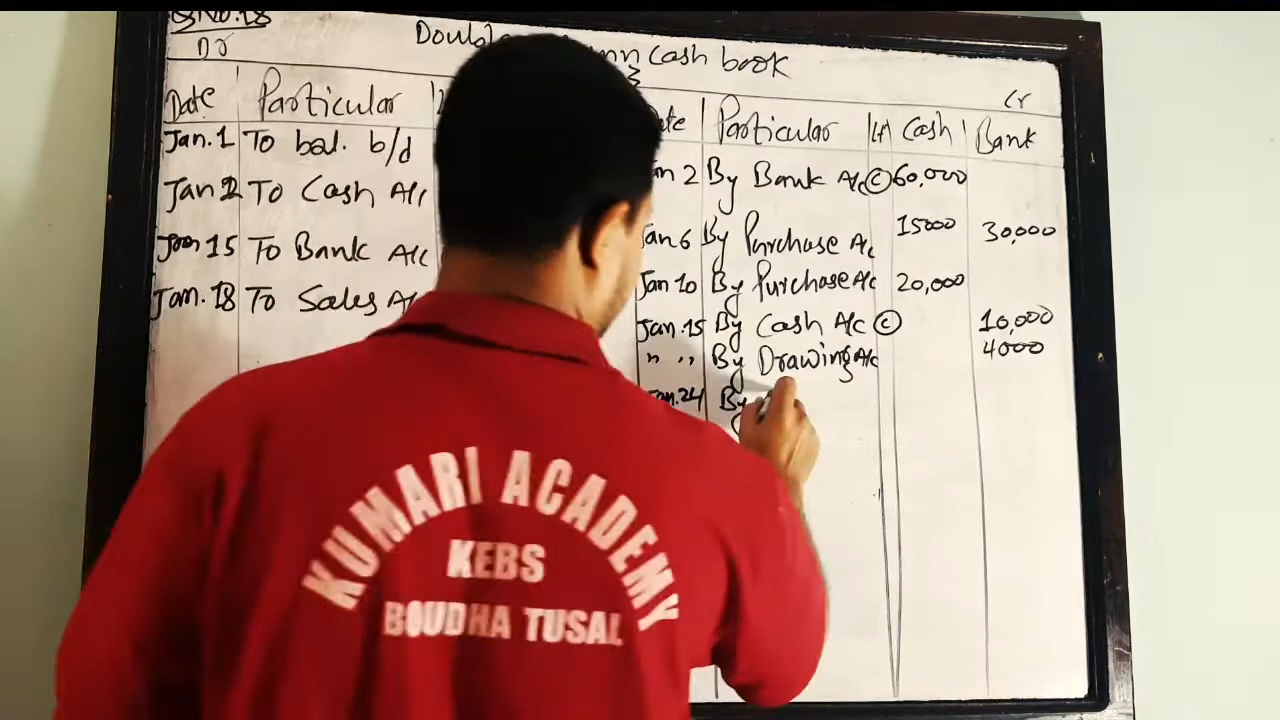 Q.No.18
Dr
Cash book
Cr
Date Particular
Particular Lf Cash Bank
Jan. 1 To bal. b/d
Jan 2 To Cash A/c
Jan 15 To Bank A/c
Jan. 18 To Sales
Jan 2 By Bank A/c © 60,000
Jan 6 By Purchase A/c 15000 30,000
Jan 10 By Purchase A/c 20,000
Jan. 15 By Cash A/c © 10,000
" " By Drawing A/c 4000
Jan. 24 By
KUMARI ACADEMY
KEBS
BOUDHA TUSAL